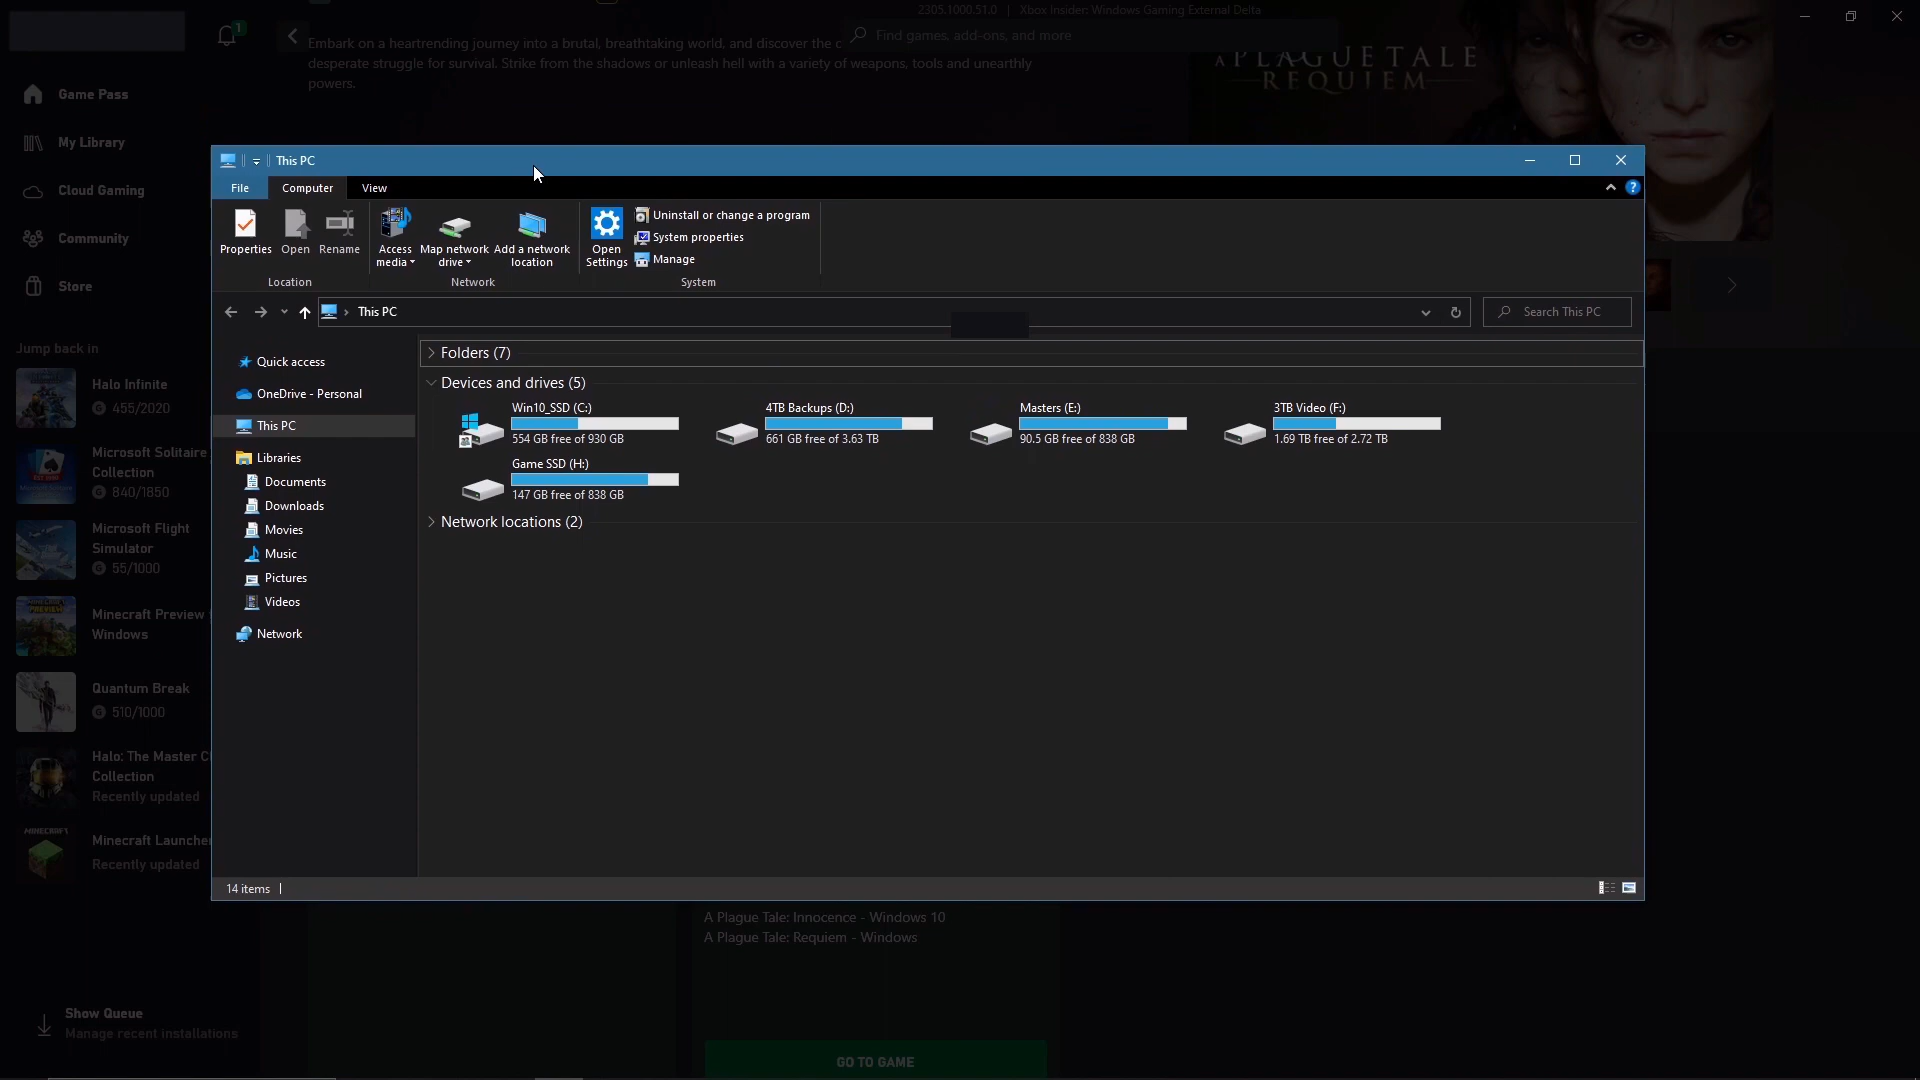 2305.1000.51.0 | Xbox Insider: Windows Gaming External Delta
1
Embark on a heartrending journey into a brutal, breathtaking world, and discover the c
desperate struggle for survival. Strike from the shadows or unleash hell with a variety of weapons, tools and unearthly
powers.
Find games, add-ons, and more
A PLAGUE TALE
REQUIEM
Game Pass
My Library
Cloud Gaming
Community
Store
Jump back in
Halo Infinite
455/2020
Microsoft Solitaire
Collection
840/1850
Microsoft Flight
Simulator
55/1000
Minecraft Preview
Windows
Quantum Break
510/1000
Halo: The Master C
Collection
Recently updated
MINECRAFT
Minecraft Launcher
Recently updated
Show Queue
Manage recent installations
This PC
File Computer View
Properties
Open
Rename
Location
Access
media
Map network
drive
Add a network
location
Network
Open
Settings
Uninstall or change a program
System properties
Manage
System
This PC
Search This PC
Quick access
OneDrive - Personal
This PC
Libraries
Documents
Downloads
Movies
Music
Pictures
Videos
Network
Folders (7)
Devices and drives (5)
Win10_SSD (C:)
554 GB free of 930 GB
4TB Backups (D:)
661 GB free of 3.63 TB
Masters (E:)
90.5 GB free of 838 GB
3TB Video (F:)
1.69 TB free of 2.72 TB
Game SSD (H:)
147 GB free of 838 GB
Network locations (2)
14 items
A Plague Tale: Innocence - Windows 10
A Plague Tale: Requiem - Windows
GO TO GAME